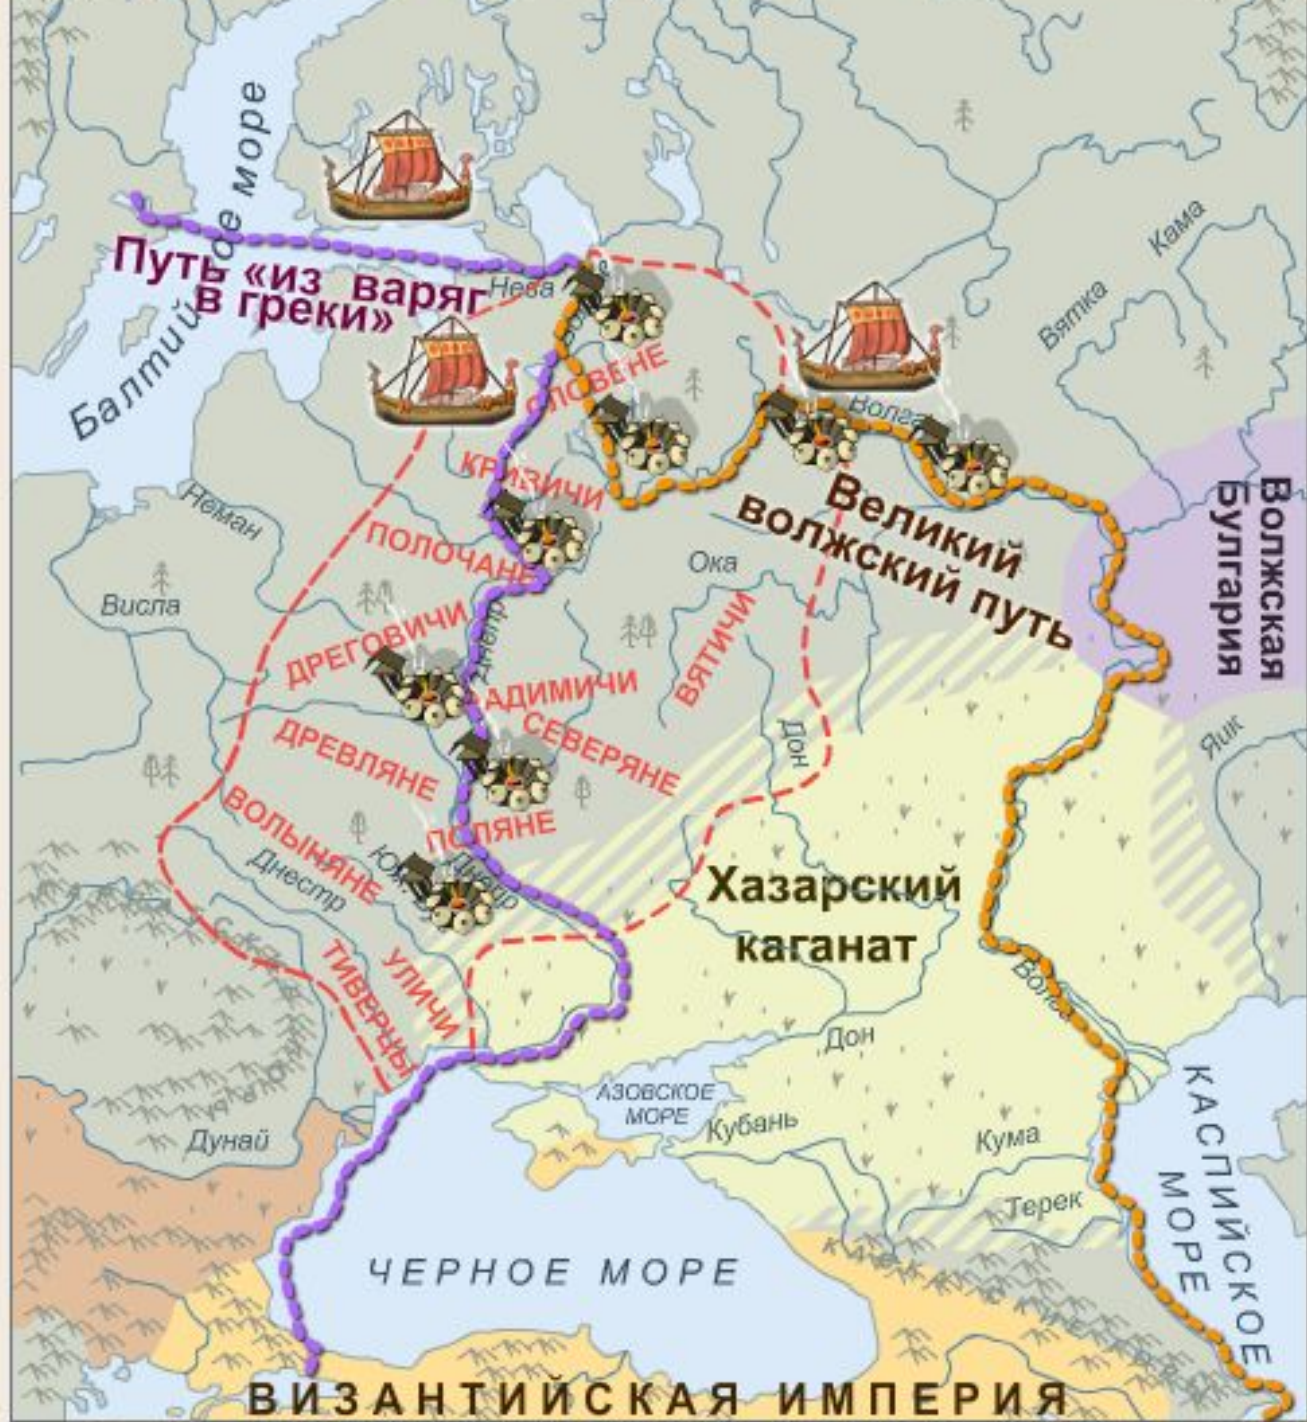 Балтийское море
Кама
Путь «из варяг
в греки»
Нева
Вятка
СЛОВЕНЕ
Волга
КРИВИЧИ
Неман
Великий
волжский путь
Волжская
Булгария
ПОЛОЧАНЕ
Ока
Висла
ДРЕГОВИЧИ
Днепр
ВЯТИЧИ
РАДИМИЧИ
СЕВЕРЯНЕ
Дон
Яик
ДРЕВЛЯНЕ
ВОЛЫНЯНЕ
ПОЛЯНЕ
Днестр
Днепр
Хазарский
каганат
ТИВЕРЦЫ
УЛИЧИ
Волга
Дон
АЗОВСКОЕ
МОРЕ
Кубань
Кума
Дунай
Терек
КАСПИЙСКОЕ
МОРЕ
ЧЕРНОЕ МОРЕ
ВИЗАНТИЙСКАЯ ИМПЕРИЯ